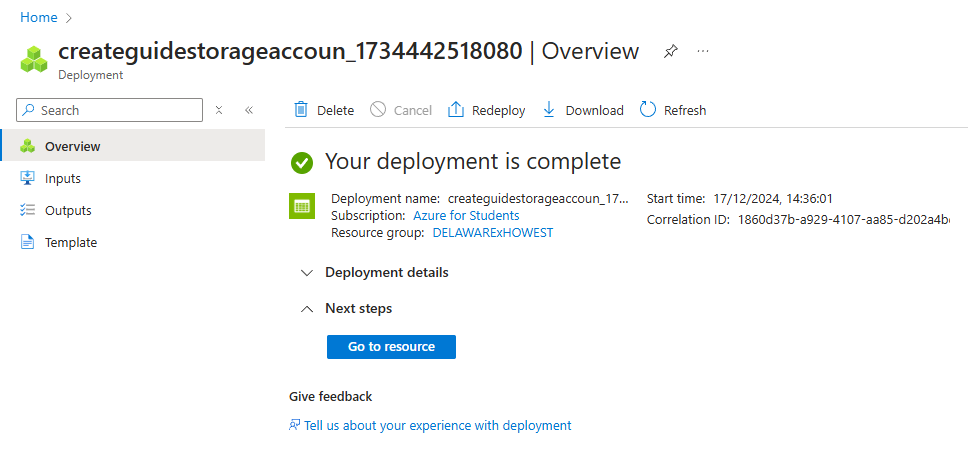 Home
createguidestorageaccoun_1734442518080 | Overview
Deployment
Search
Overview
Inputs
Outputs
Template
Delete
Cancel
Redeploy
Download
Refresh
Your deployment is complete
Deployment name: createguidestorageaccoun_17...
Subscription: Azure for Students
Resource group: DELAWARExHOWEST
Start time: 17/12/2024, 14:36:01
Correlation ID: 1860d37b-a929-4107-aa85-d202a4b
Deployment details
Next steps
Go to resource
Give feedback
Tell us about your experience with deployment